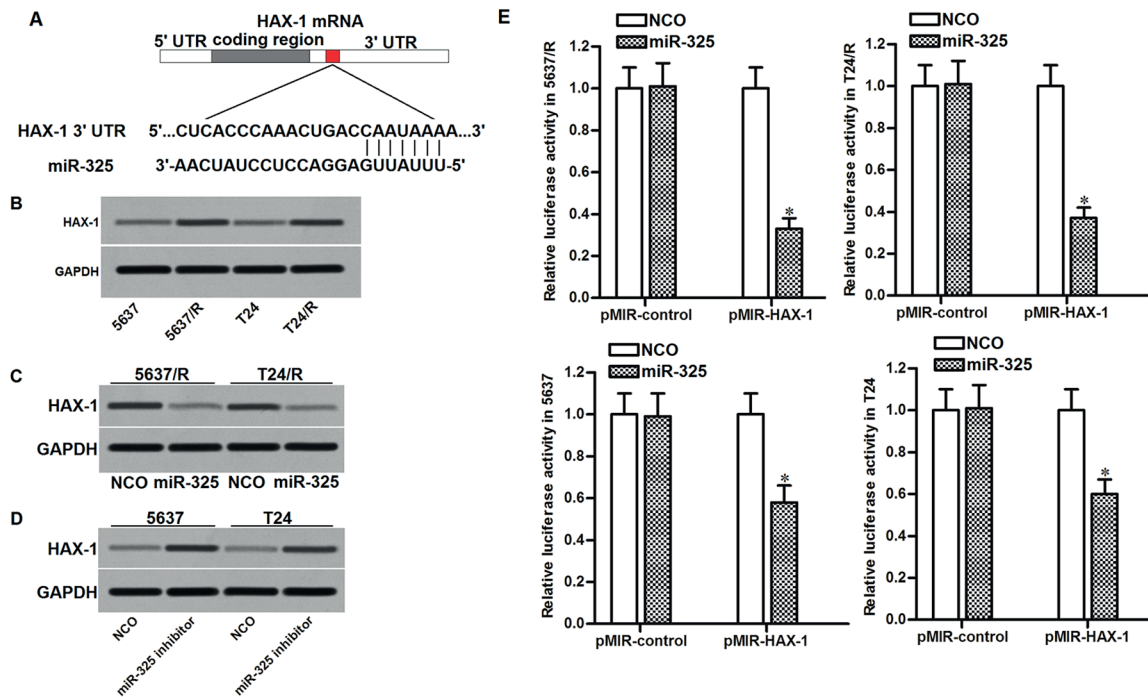 A
HAX-1 mRNA
5' UTR coding region 3' UTR
HAX-1 3' UTR 5'...CUCACCCAAACUGACCAAUAAAA...3'
miR-325 3'-AACUAUCCUCCAGGAGUUAUUU-5'
B
HAX-1
GAPDH
5637 5637/R T24 T24/R
C
5637/R T24/R
HAX-1
GAPDH
NCO miR-325 NCO miR-325
D
5637 T24
HAX-1
GAPDH
NCO miR-325 inhibitor NCO miR-325 inhibitor
E
NCO
miR-325
Relative luciferase activity in 5637/R
1.2
1.0
0.8
0.6
0.4
0.2
0.0
*
pMIR-control pMIR-HAX-1
NCO
miR-325
Relative luciferase activity in T24/R
1.2
1.0
0.8
0.6
0.4
0.2
0.0
*
pMIR-control pMIR-HAX-1
NCO
miR-325
Relative luciferase activity in 5637
1.2
1.0
0.8
0.6
0.4
0.2
0.0
*
pMIR-control pMIR-HAX-1
NCO
miR-325
Relative luciferase activity in T24
1.2
1.0
0.8
0.6
0.4
0.2
0.0
*
pMIR-control pMIR-HAX-1